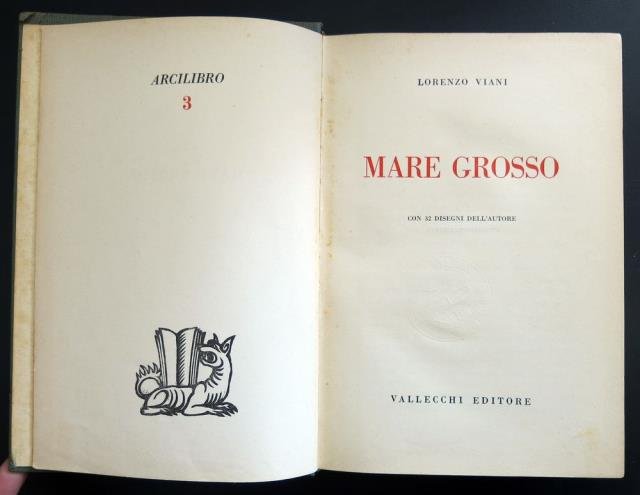 ARCILIBRO
3
LORENZO VIANI
MARE GROSSO
CON 32 DISEGNI DELL'AUTORE
VALLECCHI EDITORE